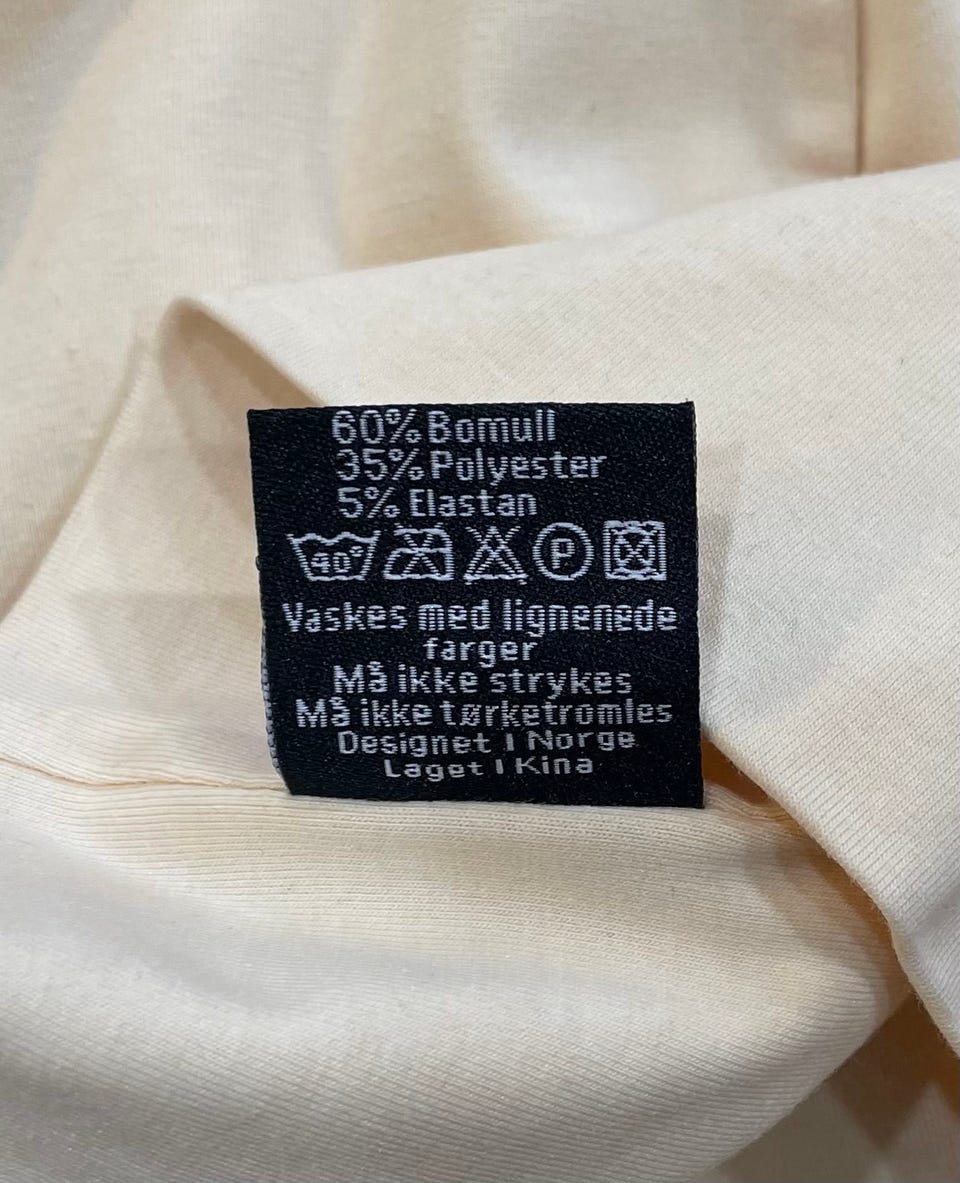 60% Bomull
35% Polyester
5% Elastan
40° P
Vaskes med lignenede
farger
Må ikke strykes
Må ikke tørketromles
Designet I Norge
Laget I Kina